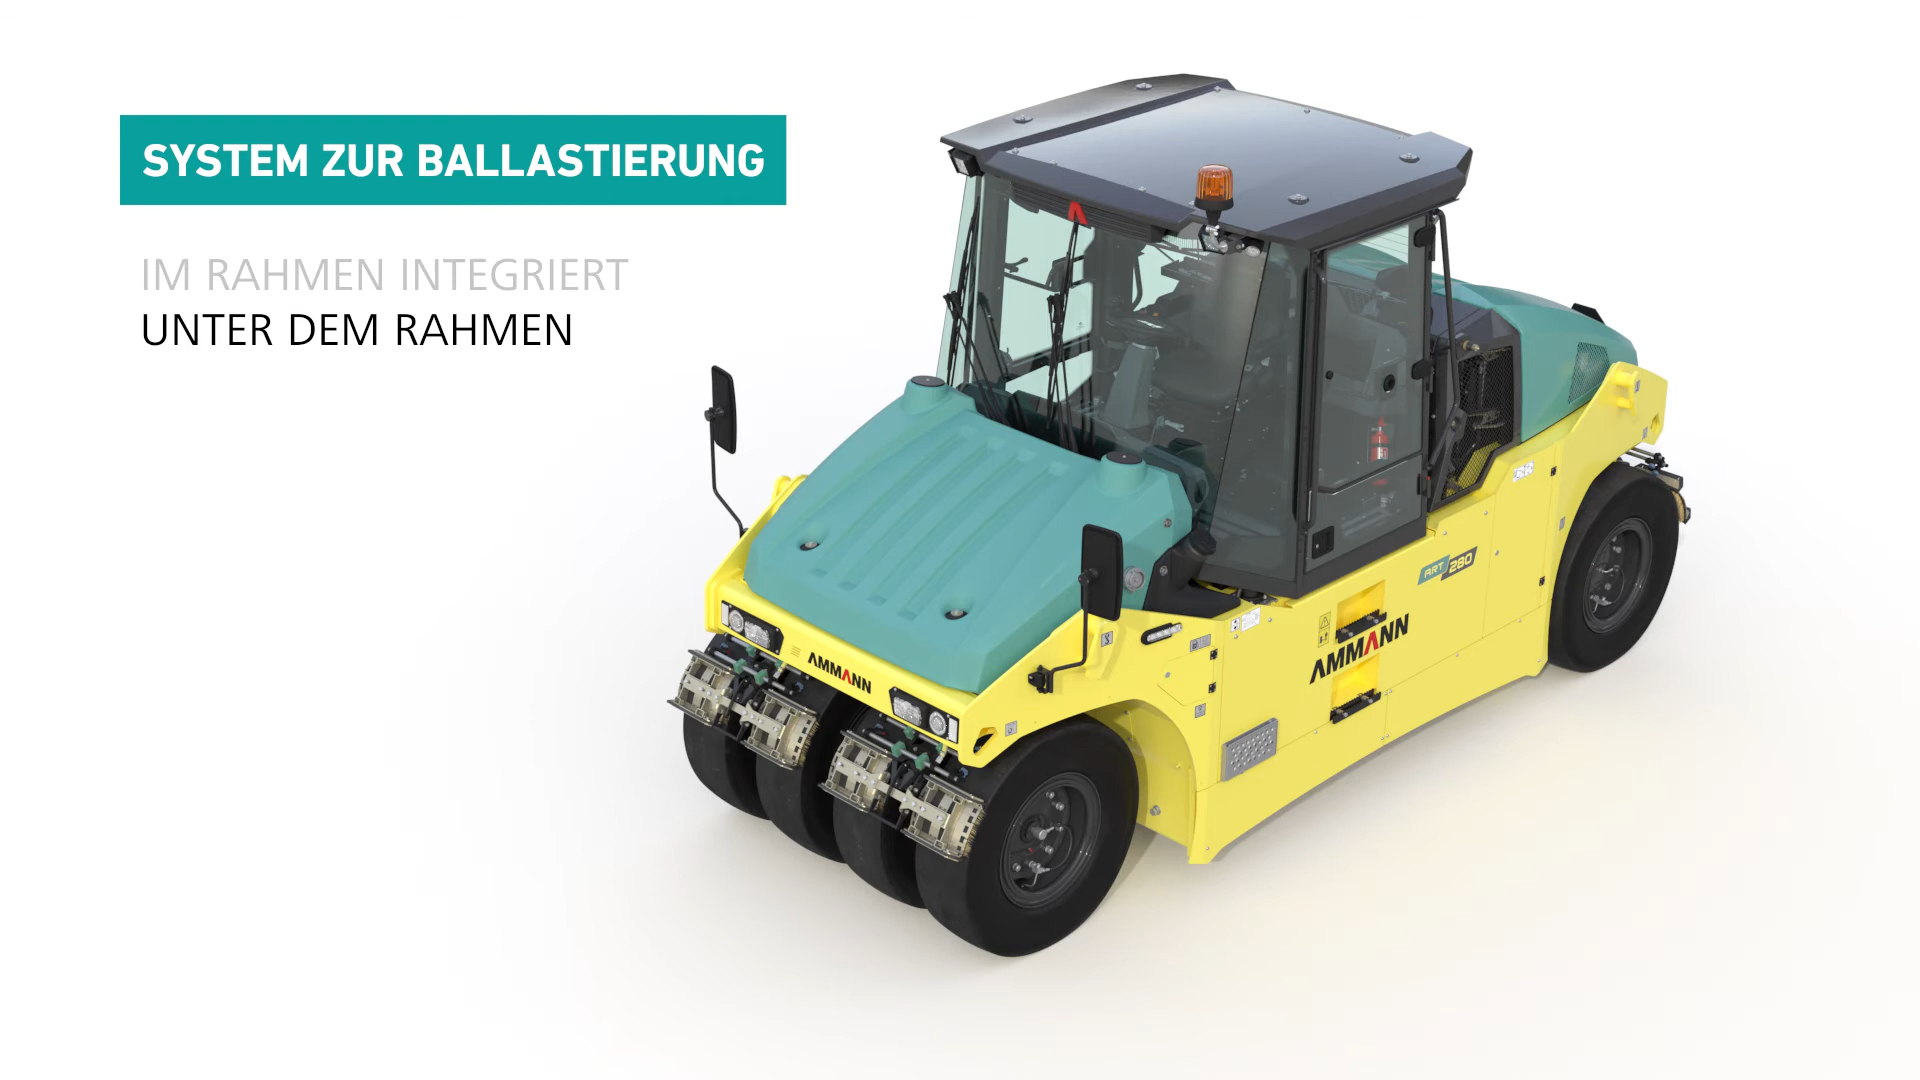 SYSTEM ZUR BALLASTIERUNG
IM RAHMEN INTEGRIERT
UNTER DEM RAHMEN
ART 280
AMMANN
AMMANN